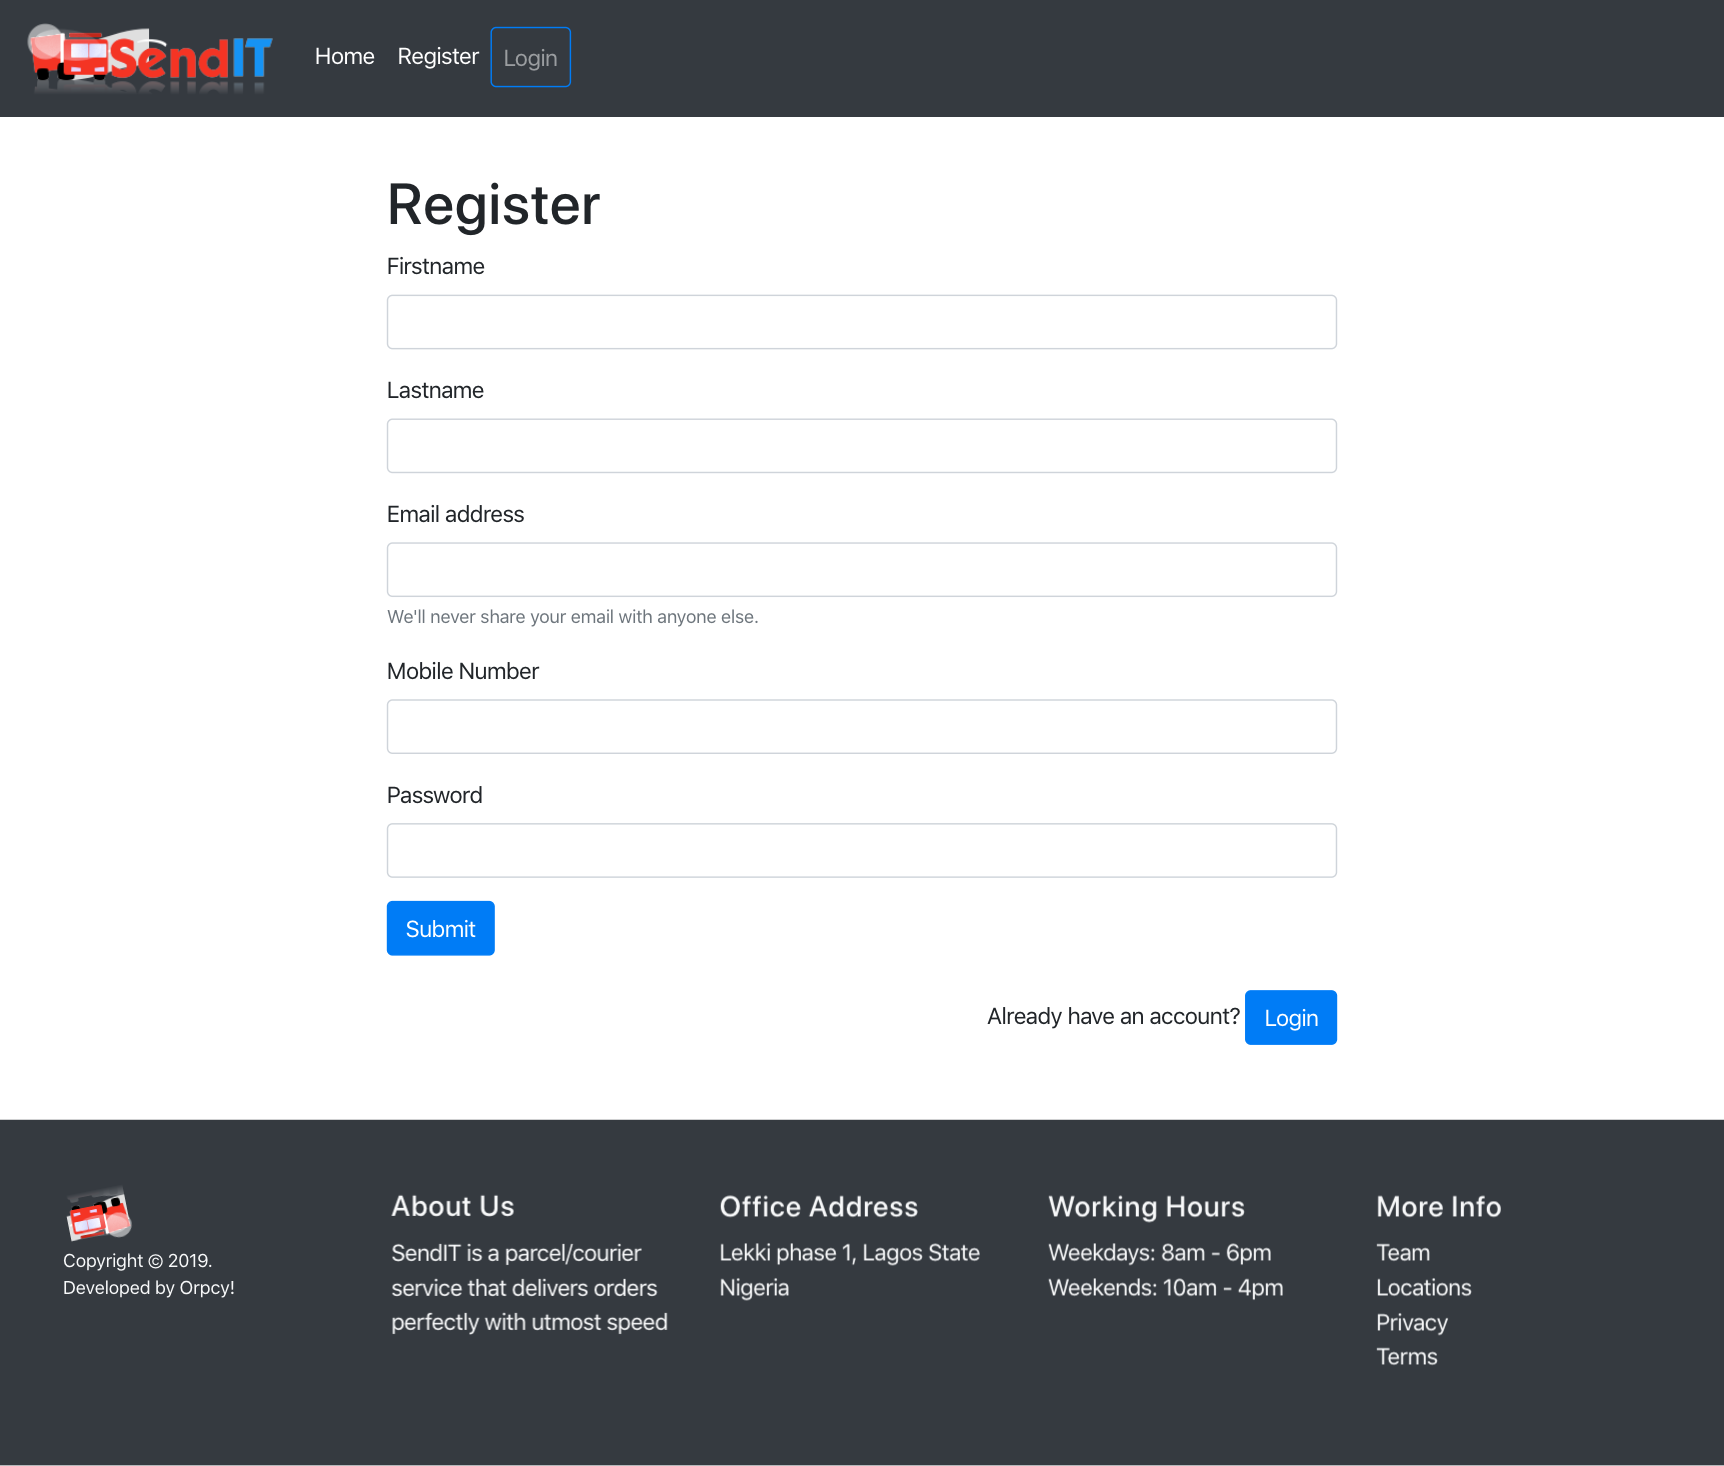 SendIT
Home Register Login
Register
Firstname
Lastname
Email address
We'll never share your email with anyone else.
Mobile Number
Password
Submit
Already have an account? Login
Copyright © 2019.
Developed by Orpcy!
About Us
SendIT is a parcel/courier
service that delivers orders
perfectly with utmost speed
Office Address
Lekki phase 1, Lagos State
Nigeria
Working Hours
Weekdays: 8am - 6pm
Weekends: 10am - 4pm
More Info
Team
Locations
Privacy
Terms